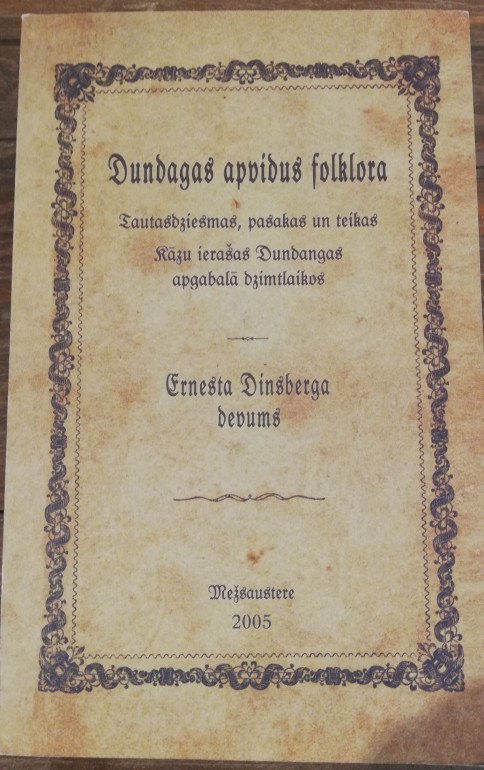 Dundagas apvidus folklora
Tautasdziesmas, pasakas un teikas
Kāzu ierašas Dundangas
apgabalā dzimtlaikos
Ernesta Dinsberga
devums
Mežsaustere
2005